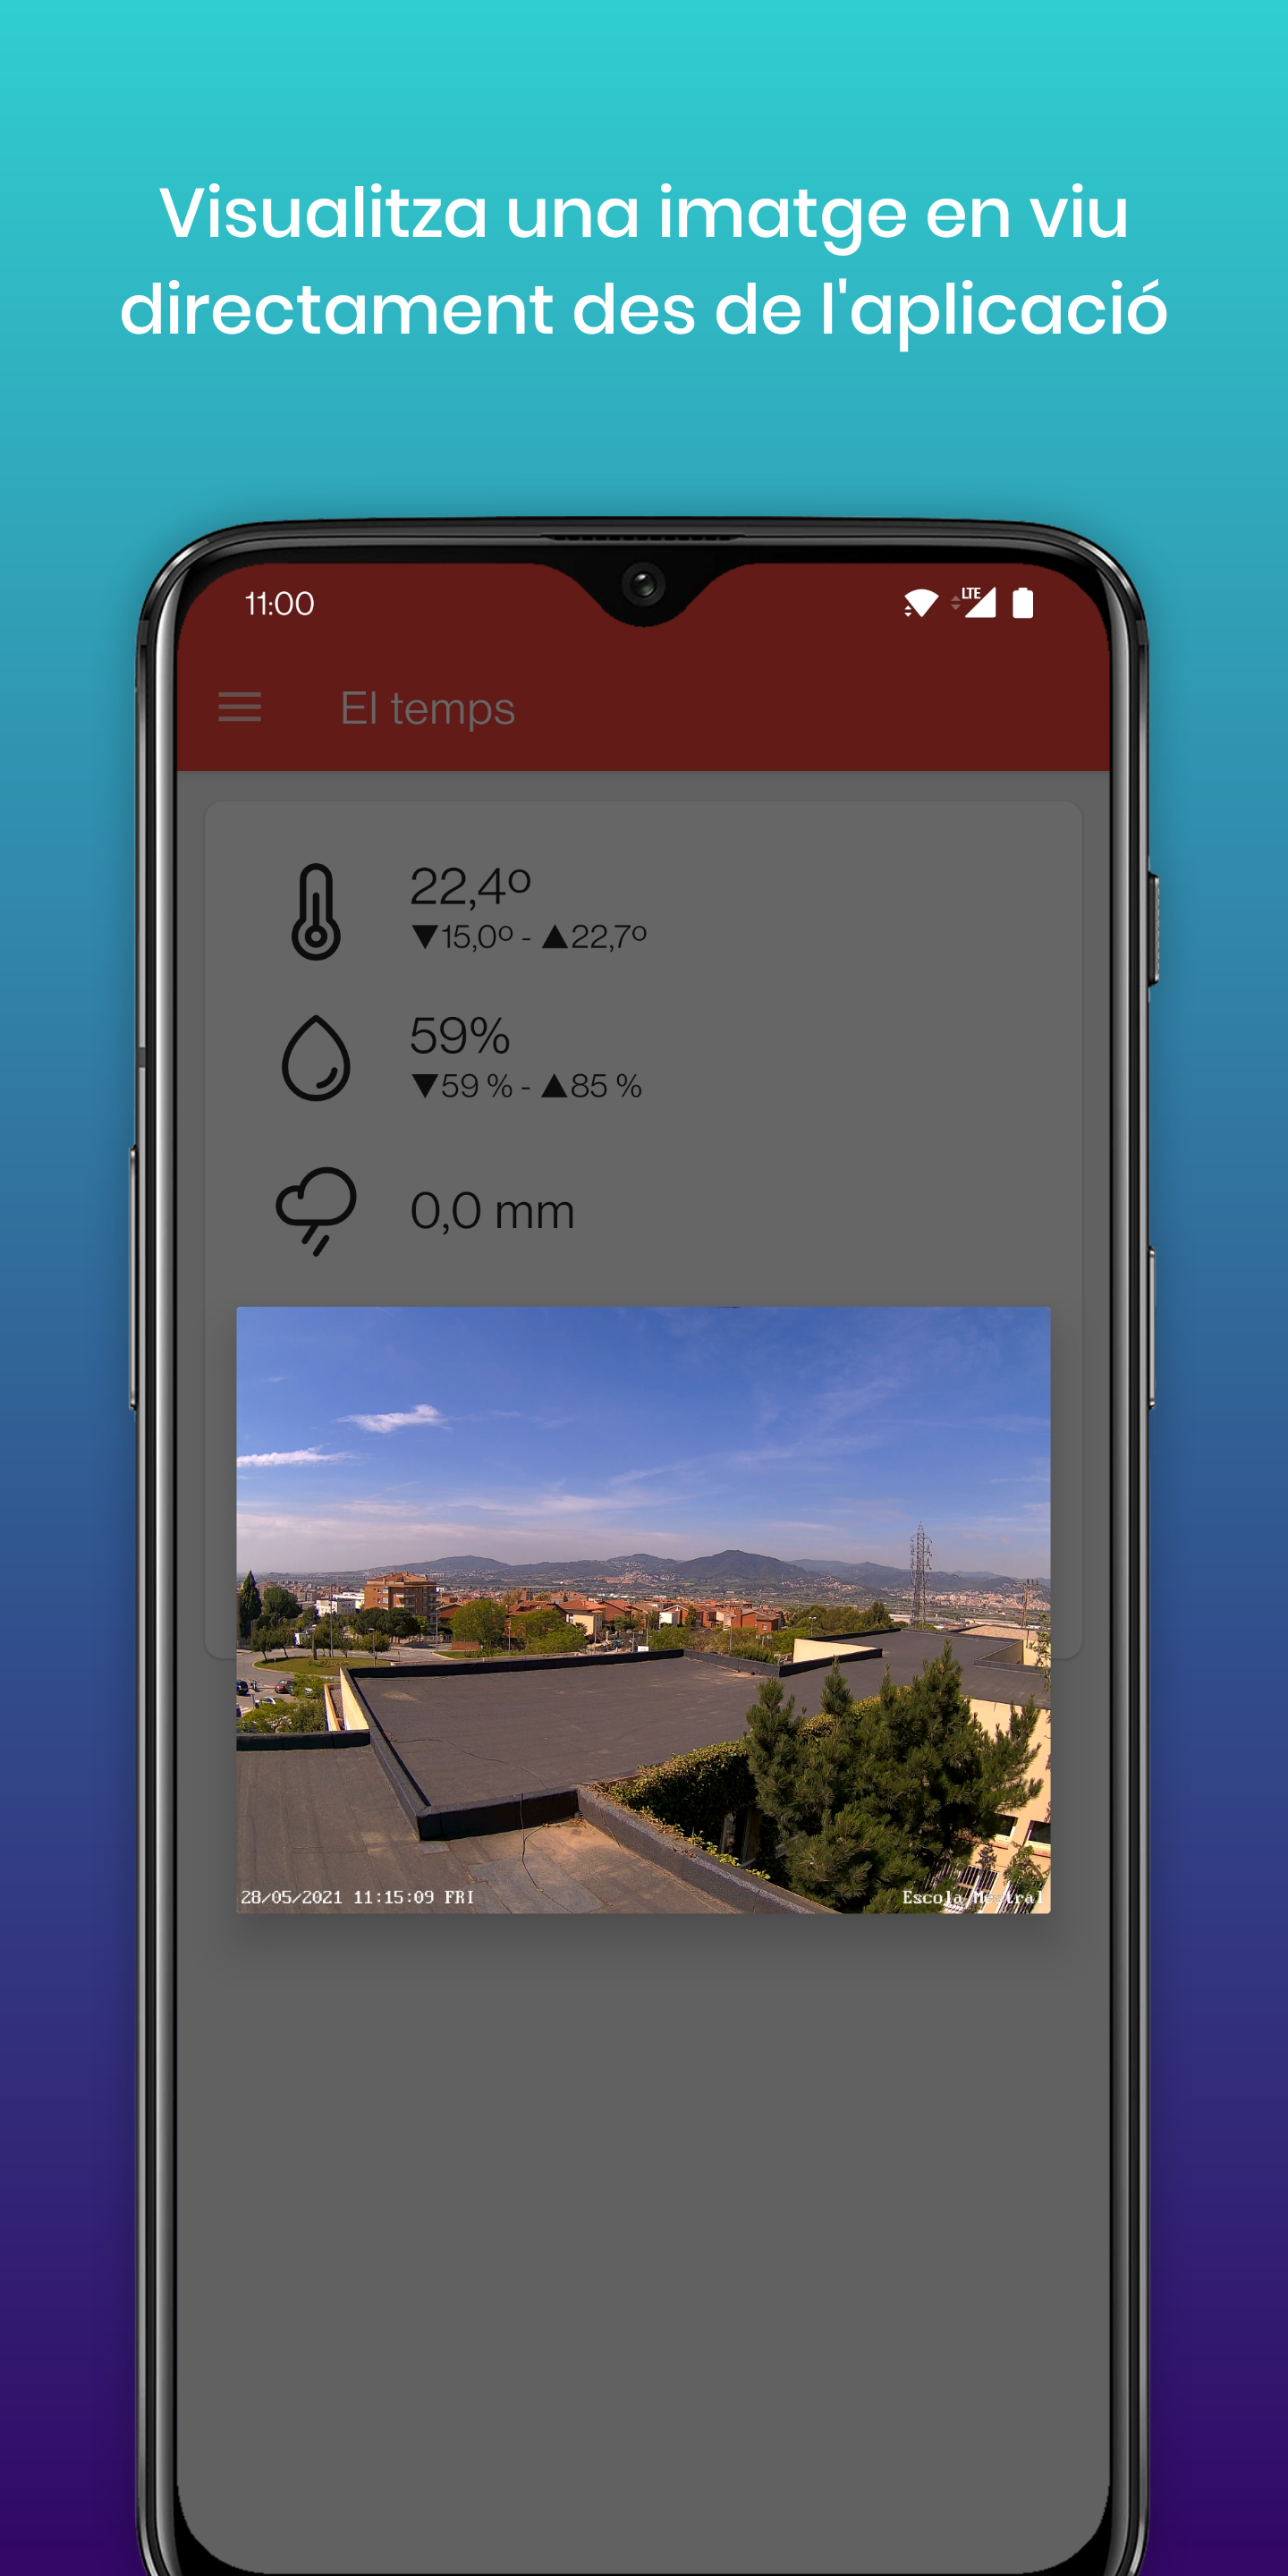 Visualitza una imatge en viu
directament des de l'aplicació
11:00
LTE
El temps
22,4º
▼15,0º - ▲22,7º
59%
▼59 % - ▲85 %
0,0 mm
28/05/2021 11:15:09 FRI
Escola Mestral